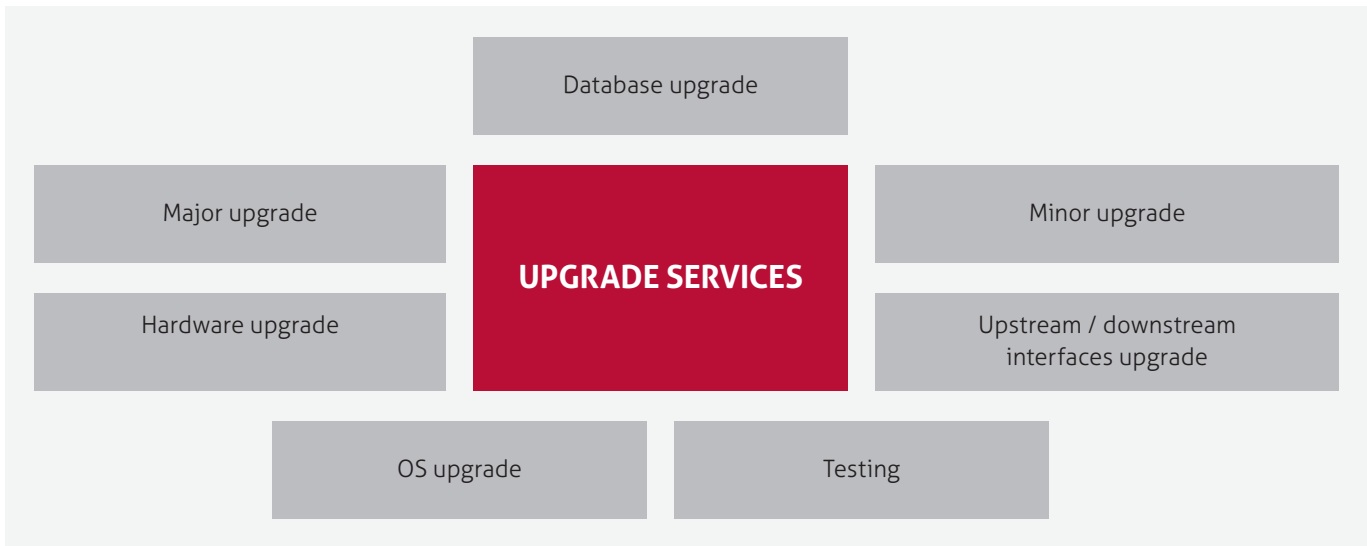 Database upgrade
Major upgrade
UPGRADE SERVICES
Minor upgrade
Hardware upgrade
Upstream / downstream
interfaces upgrade
OS upgrade
Testing